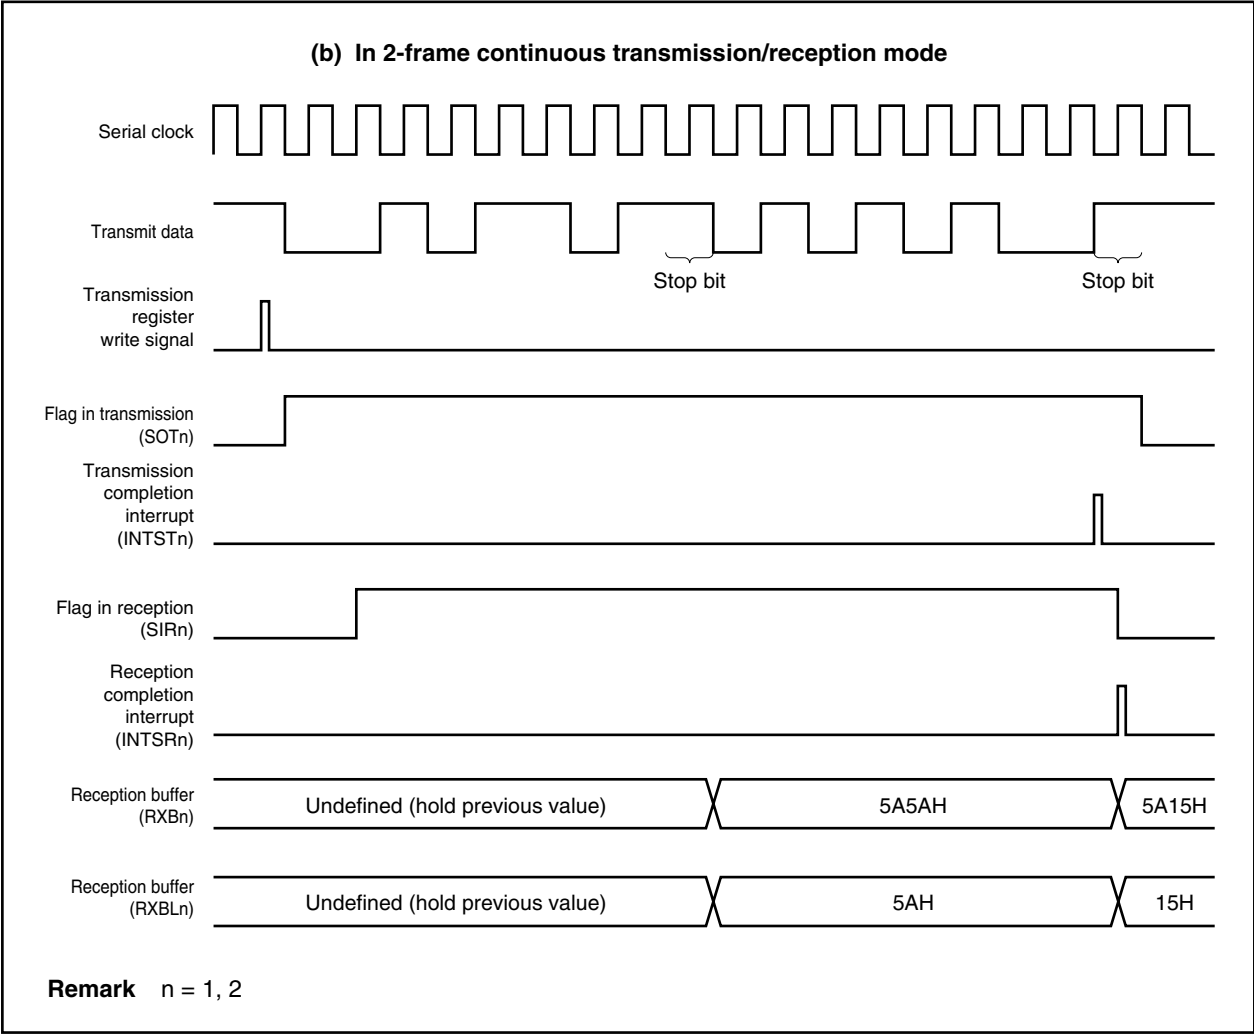 (b) In 2-frame continuous transmission/reception mode
Serial clock
Transmit data
Stop bit
Stop bit
Transmission
register
write signal
Flag in transmission
(SOTn)
Transmission
completion
interrupt
(INTSTn)
Flag in reception
(SIRn)
Reception
completion
interrupt
(INTSRn)
Reception buffer
(RXBn)
Undefined (hold previous value)
5A5AH
5A15H
Reception buffer
(RXBLn)
Undefined (hold previous value)
5AH
15H
Remark n = 1, 2